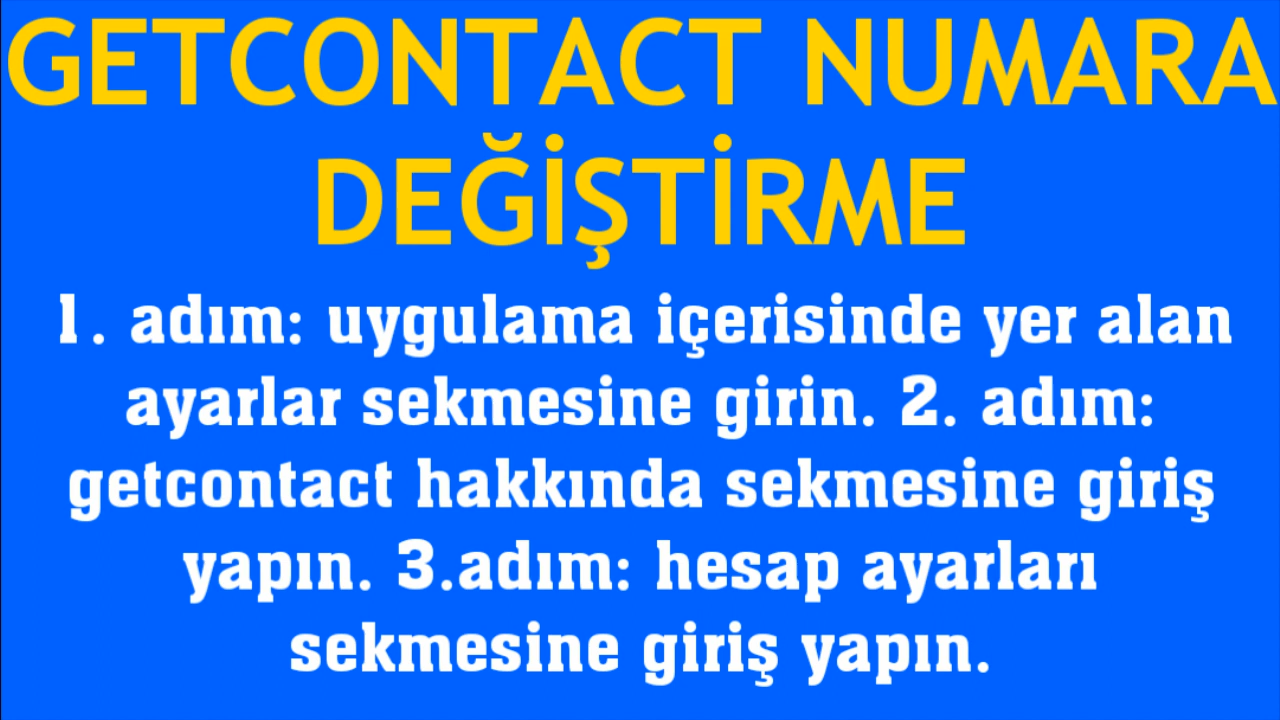 GETCONTACT NUMARA
DEĞİŞTİRME
1. adım: uygulama içerisinde yer alan
ayarlar sekmesine girin. 2. adım:
getcontact hakkında sekmesine giriş
yapın. 3.adım: hesap ayarları
sekmesine giriş yapın.